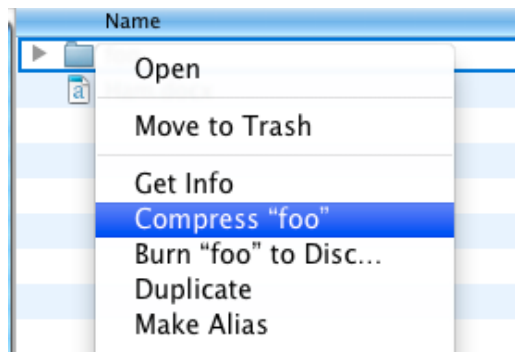 Name
Open
Move to Trash
Get Info
Compress “foo”
Burn “foo” to Disc...
Duplicate
Make Alias